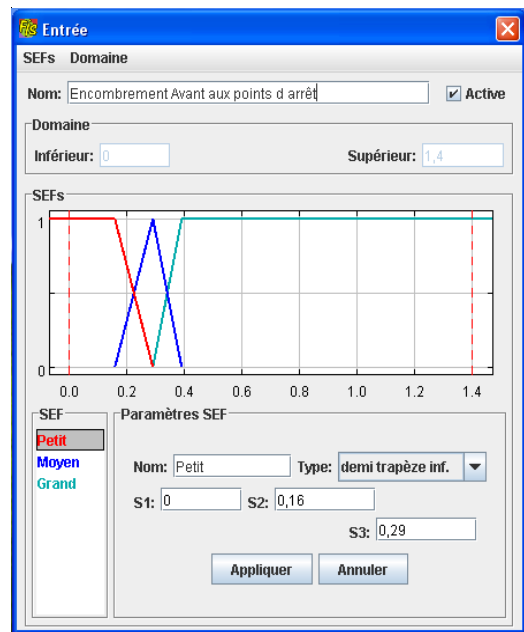 Entrée
SEFs Domaine
Nom: Encombrement Avant aux points d arrêt Active
Domaine
Inférieur: 0 Supérieur: 1,4
SEFs
1
0
0.0 0.2 0.4 0.6 0.8 1.0 1.2 1.4
SEF Paramètres SEF
Petit
Moyen Nom: Petit Type: demi trapèze inf.
Grand
S1: 0 S2: 0,16
S3: 0,29
Appliquer Annuler